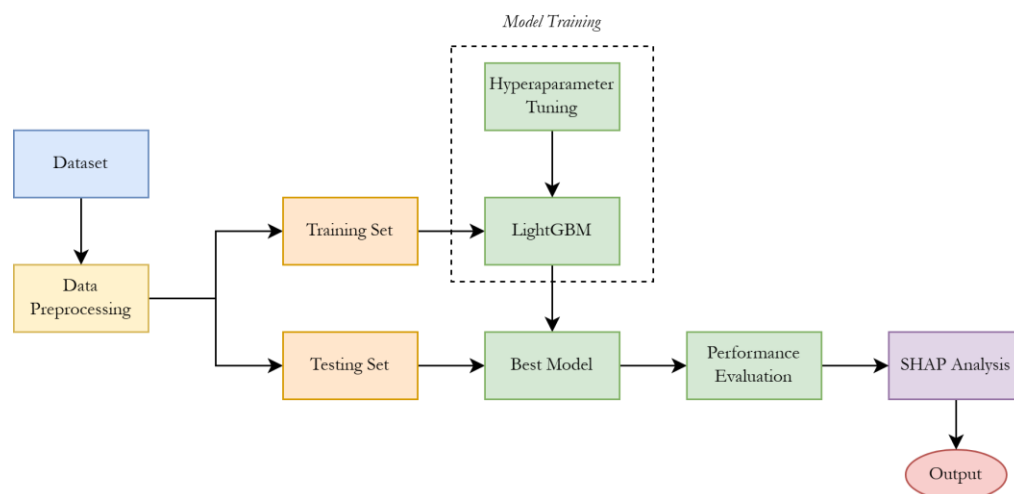 Model Training
Hyperaparameter
Tuning
Dataset
Training Set
LightGBM
Data
Preprocessing
Testing Set
Best Model
Performance
Evaluation
SHAP Analysis
Output